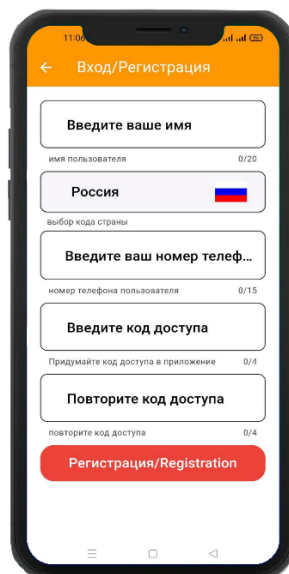 11:06
Вход/Регистрация
Введите ваше имя
имя пользователя 0/20
Россия
выбор кода страны
Введите ваш номер телеф...
номер телефона пользователя 0/15
Введите код доступа
Придумайте код доступа в приложение 0/4
Повторите код доступа
повторите код доступа 0/4
Регистрация/Registration